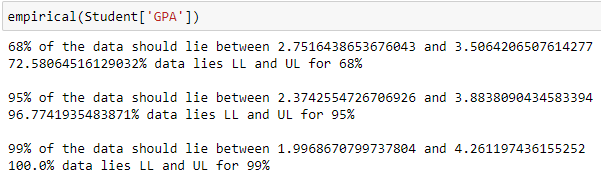 empirical(Student['GPA'])
68% of the data should lie between 2.7516438653676043 and 3.5064206507614277
72.58064516129032% data lies LL and UL for 68%
95% of the data should lie between 2.3742554726706926 and 3.8838090434583394
96.7741935483871% data lies LL and UL for 95%
99% of the data should lie between 1.9968670799737804 and 4.261197436155252
100.0% data lies LL and UL for 99%